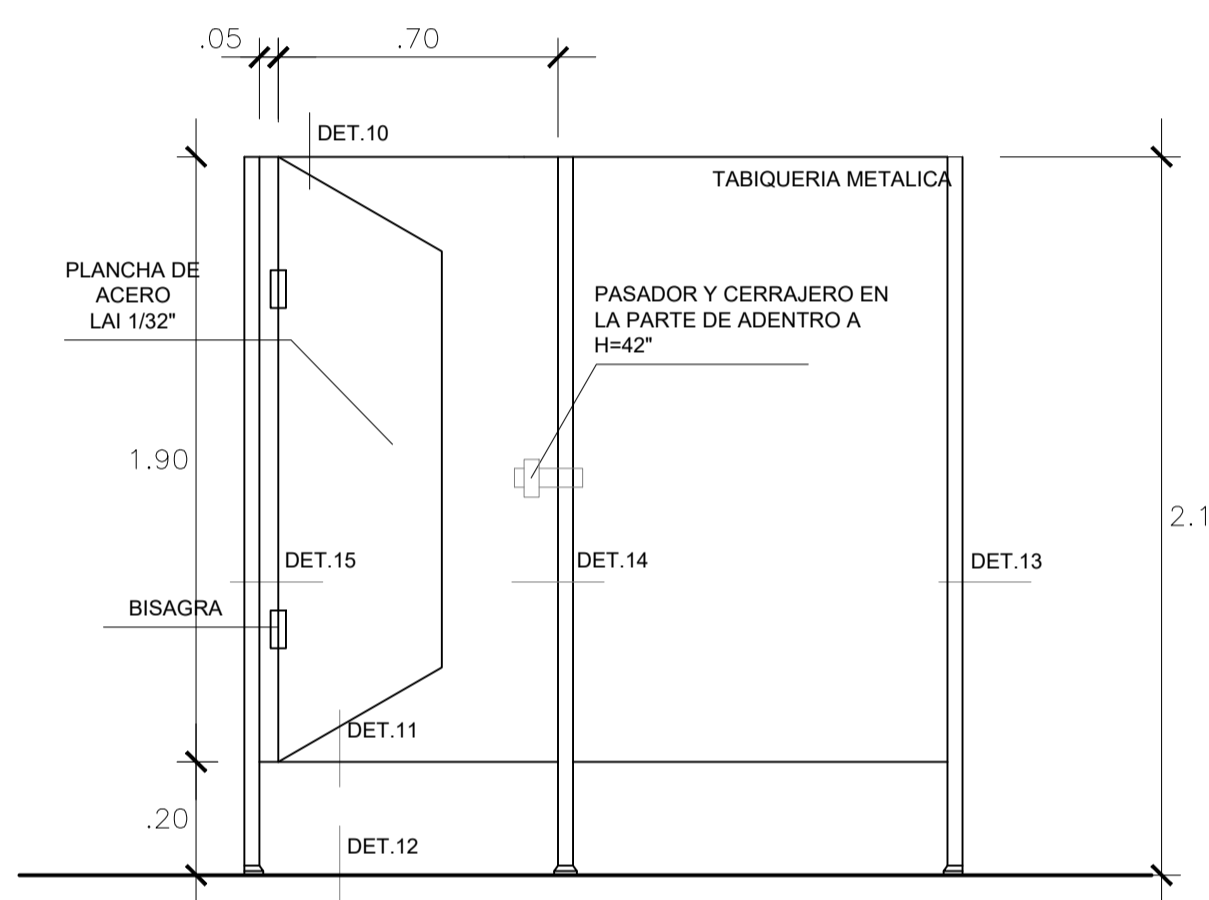 .05
.70
DET.10
TABIQUERIA METALICA
PLANCHA DE
ACERO
LAI 1/32"
PASADOR Y CERRAJERO EN
LA PARTE DE ADENTRO A
H=42"
1.90
2.1
DET.15
DET.14
DET.13
BISAGRA
DET.11
.20
DET.12